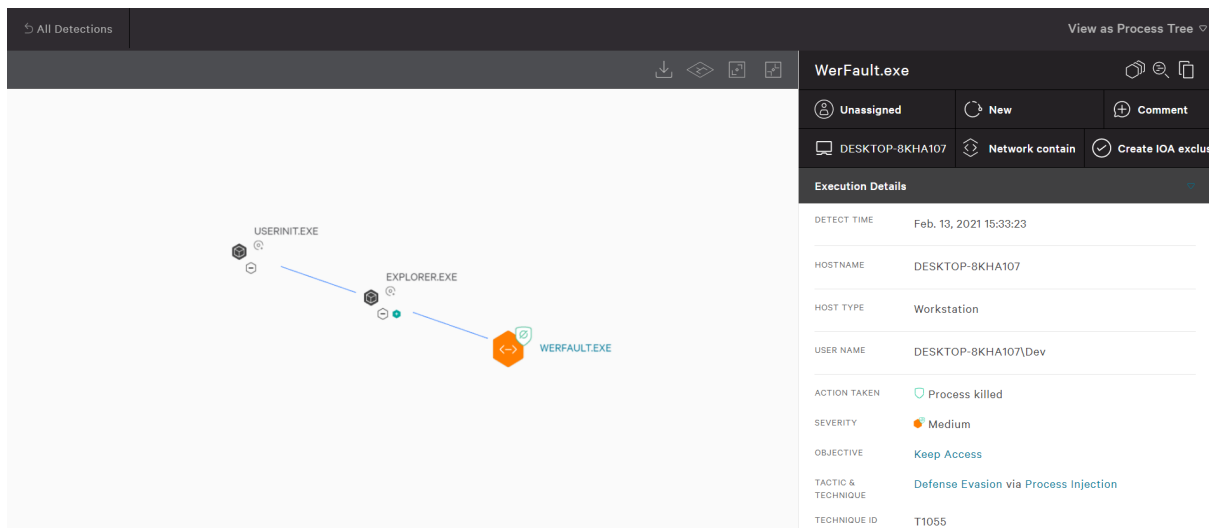 All Detections
View as Process Tree
WerFault.exe
Unassigned
New
Comment
DESKTOP-8KHA107
Network contain
Create IOA exclus
Execution Details
DETECT TIME
Feb. 13, 2021 15:33:23
HOSTNAME
DESKTOP-8KHA107
HOST TYPE
Workstation
USER NAME
DESKTOP-8KHA107\Dev
ACTION TAKEN
Process killed
SEVERITY
Medium
OBJECTIVE
Keep Access
TACTIC &
TECHNIQUE
Defense Evasion via Process Injection
TECHNIQUE ID
T1055
USERINIT.EXE
EXPLORER.EXE
WERFAULT.EXE